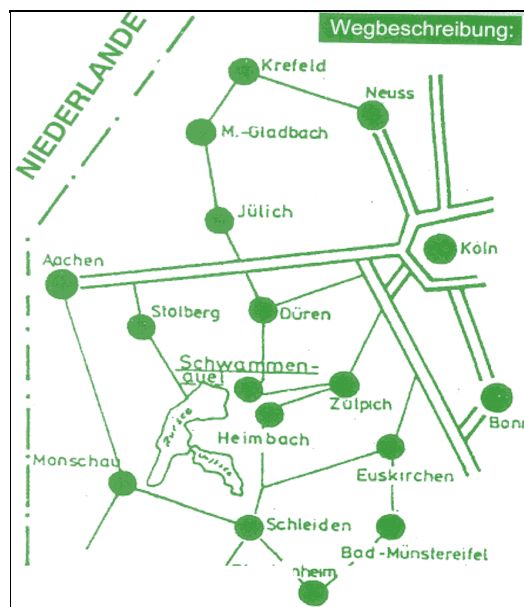 Wegbeschreibung:
NIEDERLANDE
Krefeld
Neuss
M.-Gladbach
Jülich
Köln
Aachen
Stolberg
Düren
Schwammen-
auel
Zülpich
Bonn
Heimbach
Monschau
Euskirchen
Schleiden
Bad-Münstereifel
nheim